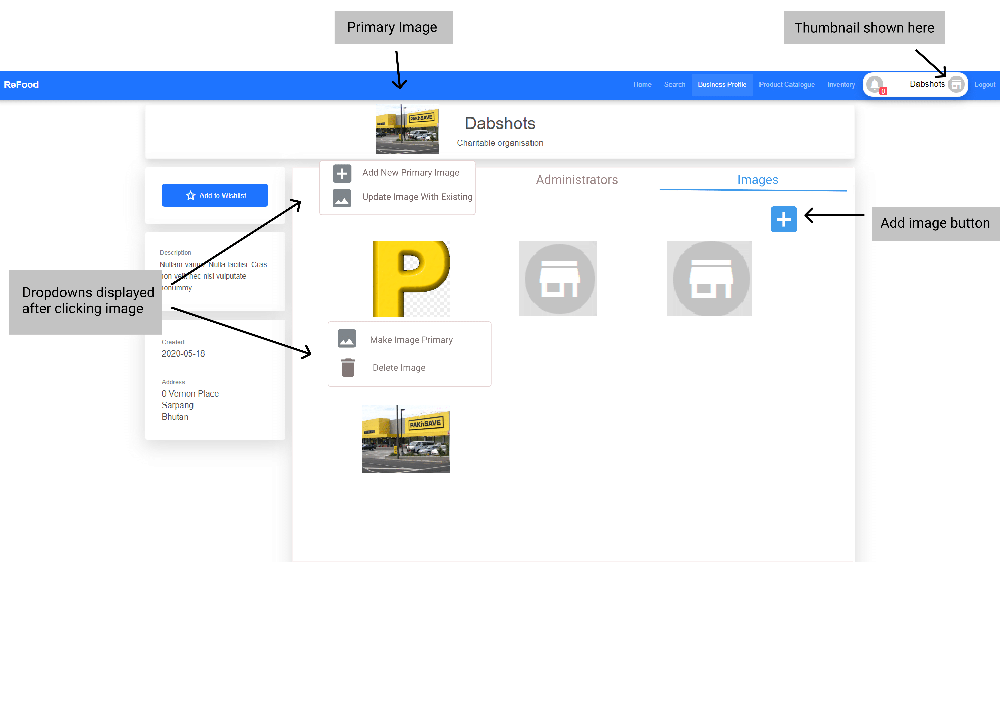 Primary Image
Thumbnail shown here
ReFood
Home Search Business Profile Product Catalogue Inventory Dabshots Logout
Dabshots
Charitable organisation
Add New Primary Image
Update Image With Existing
Administrators
Images
Add to Wishlist
Add image button
Description
Nulla facilisi. Cras
non velit nec nisi vulputate
nonummy
Dropdowns displayed
after clicking image
Make Image Primary
Delete Image
Created
2020-05-18
Address
0 Vernon Place
Sarpang
Bhutan
PAK'nSAVE
PAK'nSAVE
P